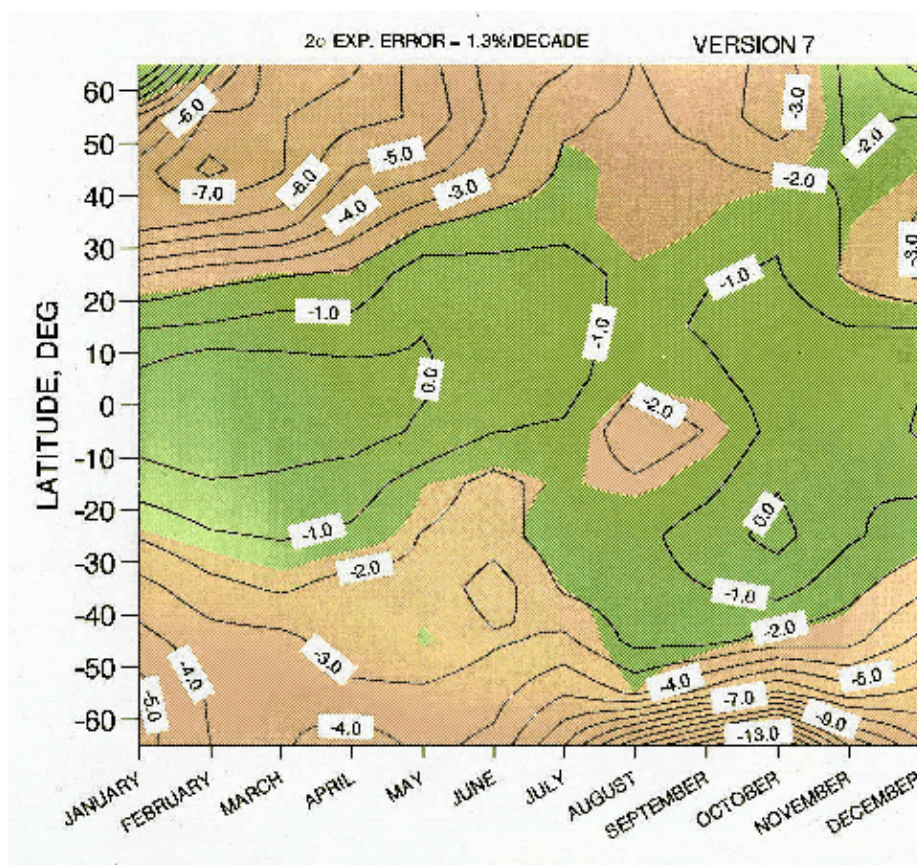 2σ EXP. ERROR = 1.3%/DECADE
VERSION 7
LATITUDE, DEG
60
50
40
30
20
10
0
-10
-20
-30
-40
-50
-60
-6.0
-3.0
-2.0
-5.0
-7.0
-6.0
-3.0
-2.0
-4.0
-3.0
-1.0
-1.0
-1.0
0.0
-2.0
-1.0
0.0
-2.0
-1.0
-2.0
-3.0
-4.0
-5.0
-4.0
-4.0
-5.0
-7.0
-9.0
-13.0
JANUARY
FEBRUARY
MARCH
APRIL
MAY
JUNE
JULY
AUGUST
SEPTEMBER
OCTOBER
NOVEMBER
DECEMBER